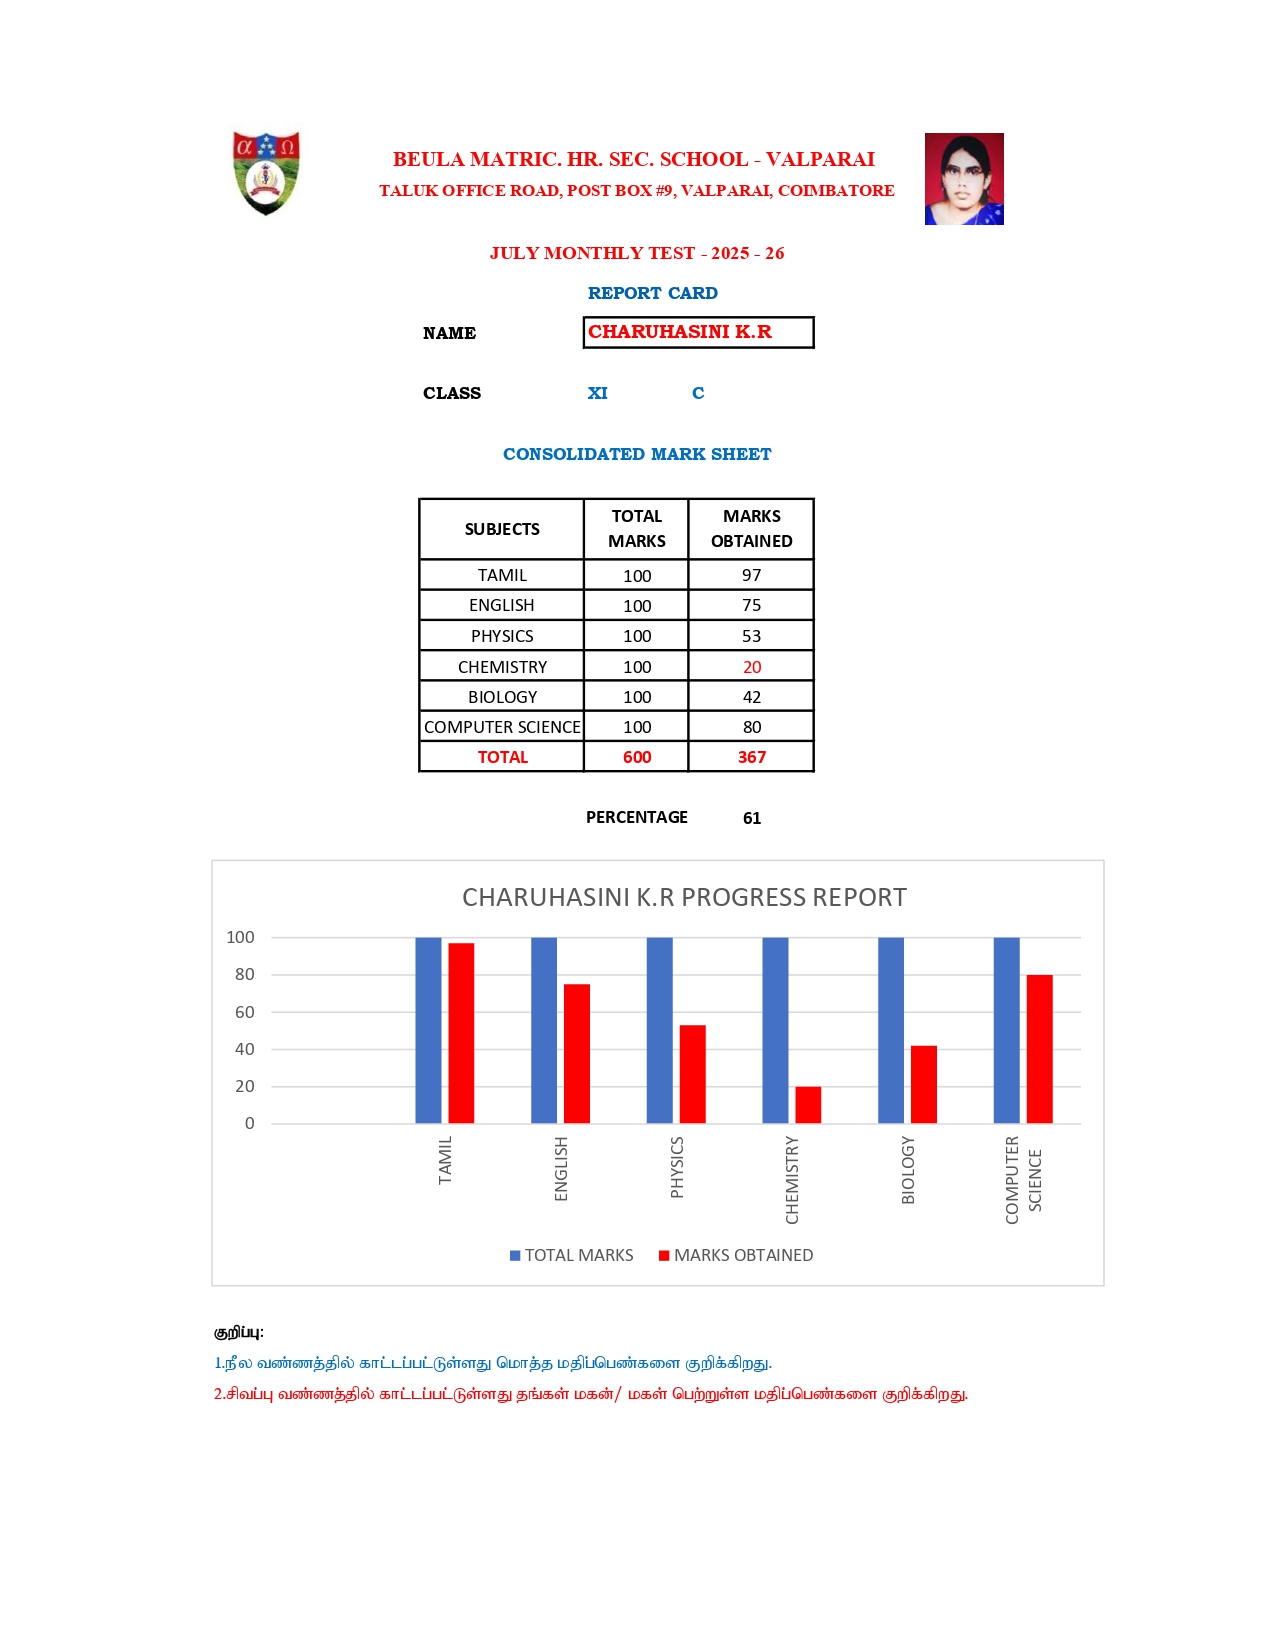 α Ω
BEULA MATRIC. HR. SEC. SCHOOL - VALPARAI
TALUK OFFICE ROAD, POST BOX #9, VALPARAI, COIMBATORE
JULY MONTHLY TEST - 2025 - 26
REPORT CARD
NAME CHARUHASINI K.R
CLASS XI C
CONSOLIDATED MARK SHEET
SUBJECTS TOTAL MARKS MARKS OBTAINED
TAMIL 100 97
ENGLISH 100 75
PHYSICS 100 53
CHEMISTRY 100 20
BIOLOGY 100 42
COMPUTER SCIENCE 100 80
TOTAL 600 367
PERCENTAGE 61
CHARUHASINI K.R PROGRESS REPORT
100
80
60
40
20
0
TAMIL ENGLISH PHYSICS CHEMISTRY BIOLOGY COMPUTER SCIENCE
TOTAL MARKS MARKS OBTAINED
குறிப்பு:
1.நீல வண்ணத்தில் காட்டப்பட்டுள்ளது மொத்த மதிப்பெண்களை குறிக்கிறது.
2.சிவப்பு வண்ணத்தில் காட்டப்பட்டுள்ளது தங்கள் மகன்/ மகள் பெற்றுள்ள மதிப்பெண்களை குறிக்கிறது.